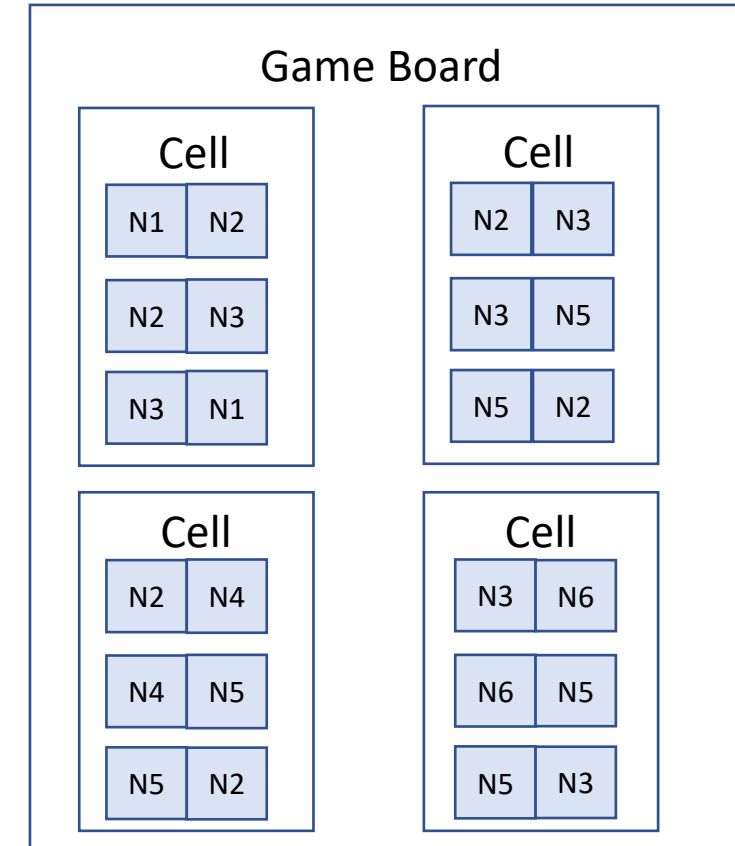 Game Board
Cell
N1 N2
N2 N3
N3 N1
Cell
N2 N3
N3 N5
N5 N2
Cell
N2 N4
N4 N5
N5 N2
Cell
N3 N6
N6 N5
N5 N3